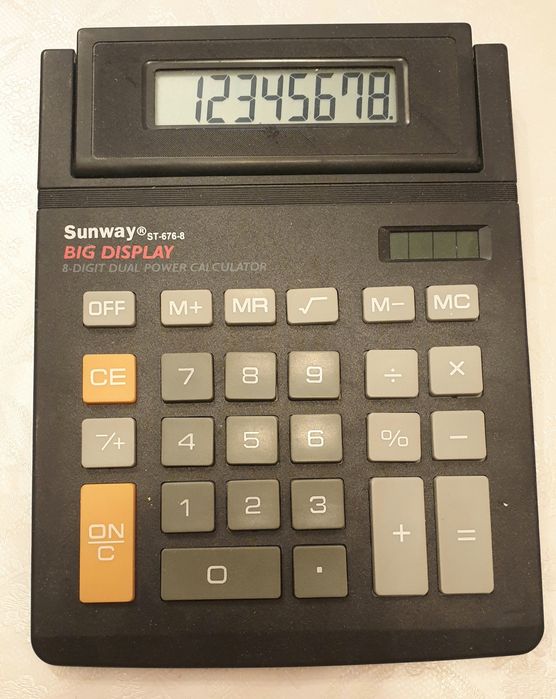 12345678.
Sunway® ST-676-8
BIG DISPLAY
8-DIGIT DUAL POWER CALCULATOR
OFF M+ MR √ M− MC
CE 7 8 9 ÷ ×
⁻/+ 4 5 6 % −
ON/C 1 2 3 + =
0 .